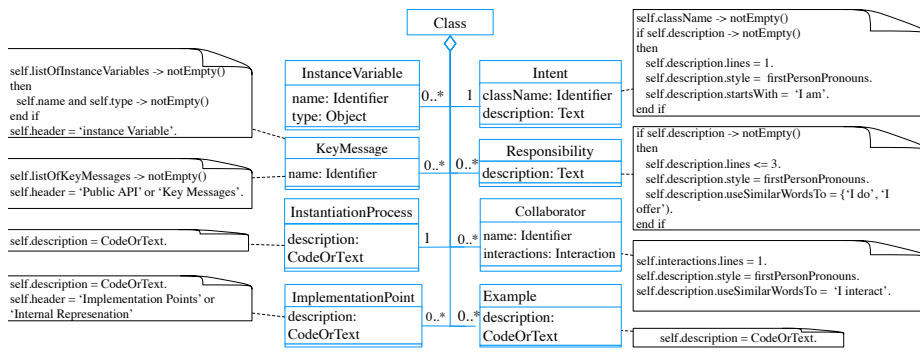 Class
self.listOfInstanceVariables -> notEmpty()
then
self.name and self.type -> notEmpty()
end if
self.header = ‘instance Variable’.
InstanceVariable
name: Identifier
type: Object
0..*
1
Intent
className: Identifier
description: Text
self.className -> notEmpty()
if self.description -> notEmpty()
then
self.description.lines = 1.
self.description.style = firstPersonPronouns.
self.description.startsWith = ‘I am’.
end if
self.listOfKeyMessages -> notEmpty()
self.header = ‘Public API’ or ‘Key Messages’.
KeyMessage
name: Identifier
0..*
0..*
Responsibility
description: Text
if self.description -> notEmpty()
then
self.description.lines <= 3.
self.description.style = firstPersonPronouns.
self.description.useSimilarWordsTo = {‘I do’, ‘I
offer’).
end if
self.description = CodeOrText.
InstantiationProcess
description:
CodeOrText
1
0..*
Collaborator
name: Identifier
interactions: Interaction
self.interactions.lines = 1.
self.description.style = firstPersonPronouns.
self.description.useSimilarWordsTo = ‘I interact’.
self.description = CodeOrText.
self.header = ‘Implementation Points’ or
‘Internal Represenation’
ImplementationPoint
description:
CodeOrText
0..*
0..*
Example
description:
CodeOrText
self.description = CodeOrText.